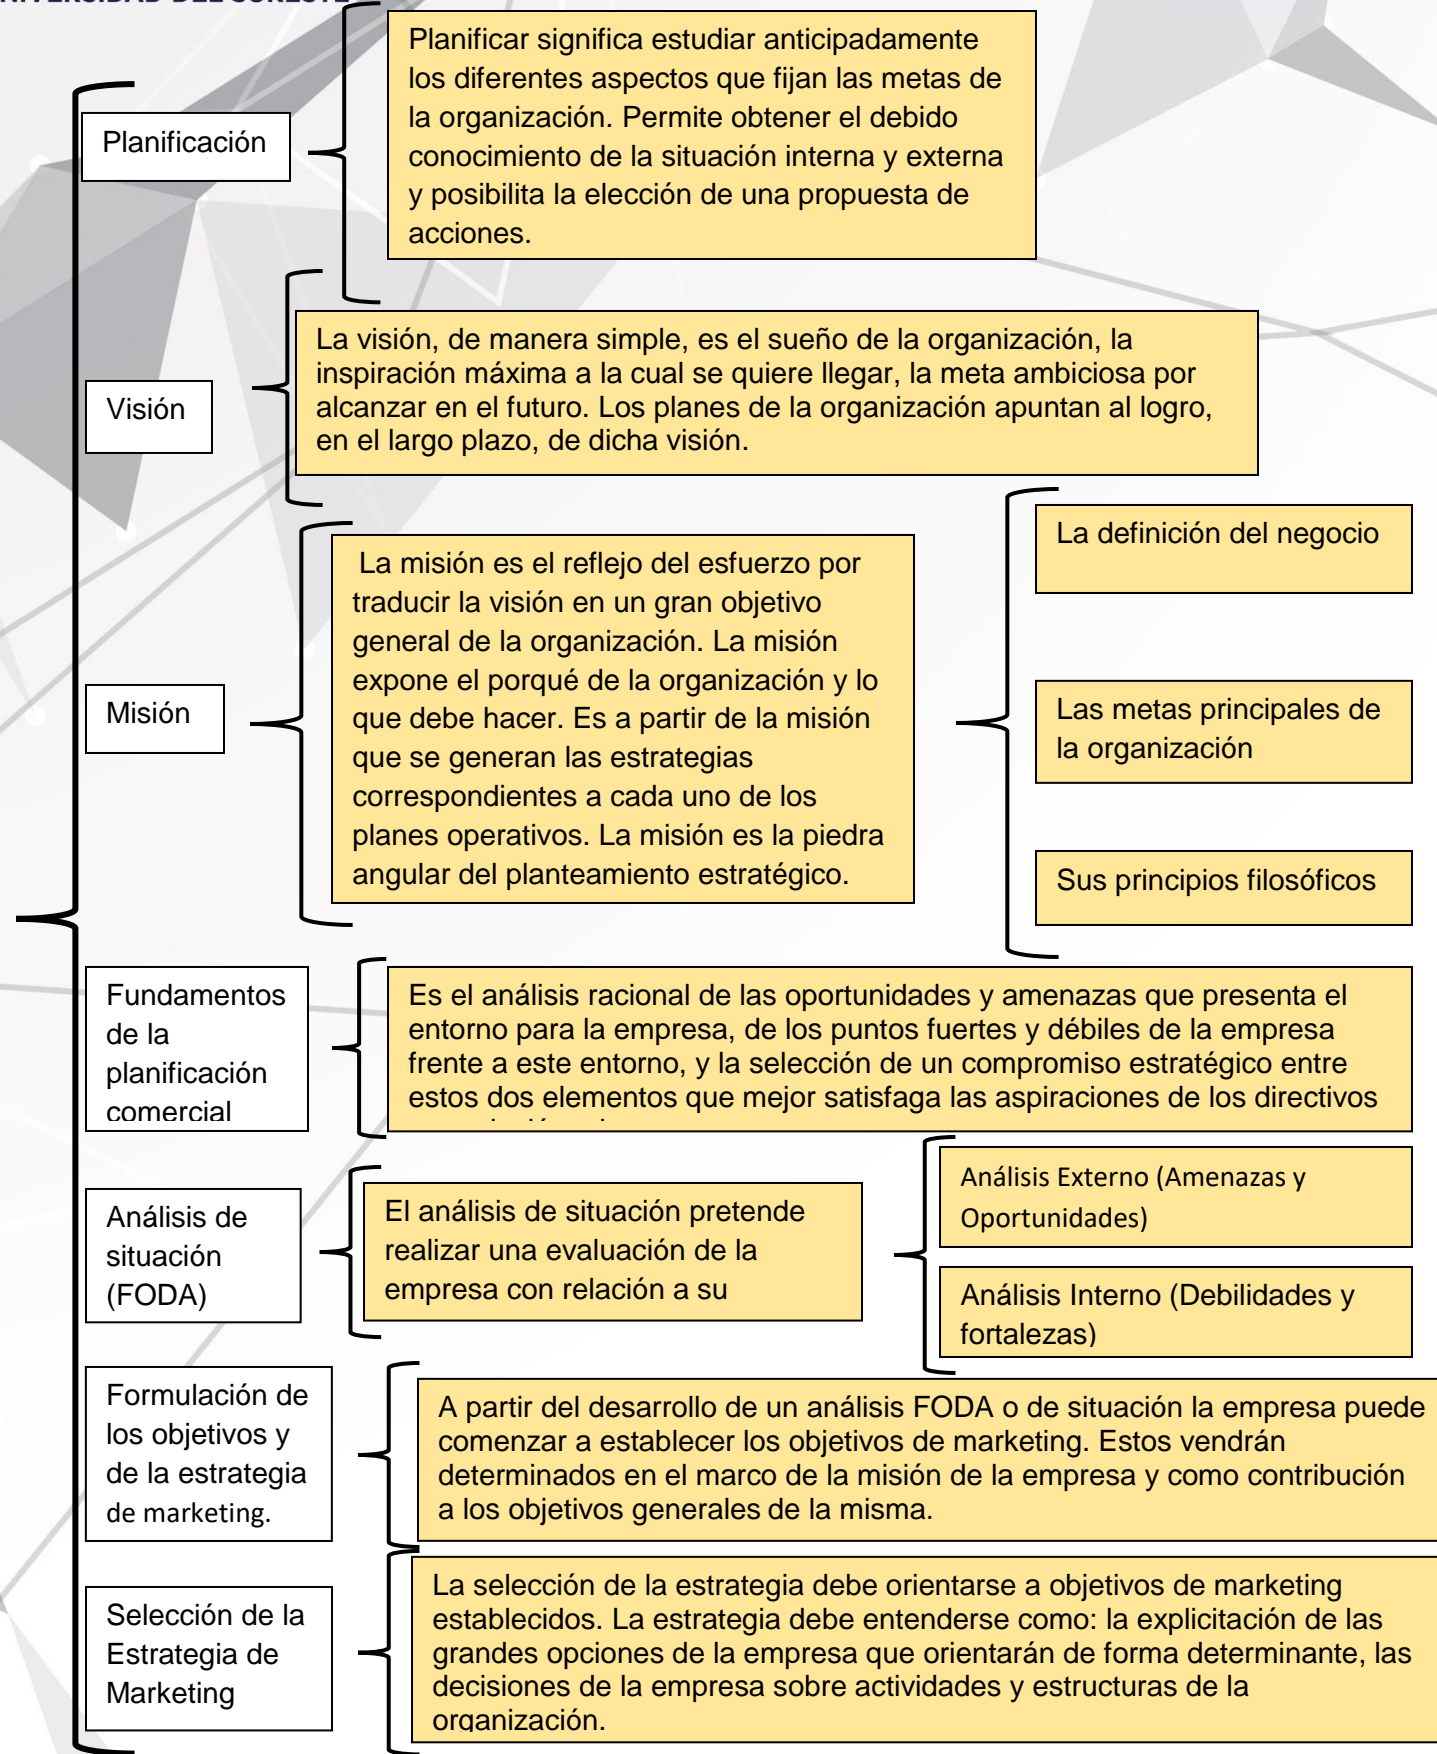 Planificación
Planificar significa estudiar anticipadamente
los diferentes aspectos que fijan las metas de
la organización. Permite obtener el debido
conocimiento de la situación interna y externa
y posibilita la elección de una propuesta de
acciones.
Visión
La visión, de manera simple, es el sueño de la organización, la
inspiración máxima a la cual se quiere llegar, la meta ambiciosa por
alcanzar en el futuro. Los planes de la organización apuntan al logro,
en el largo plazo, de dicha visión.
Misión
La misión es el reflejo del esfuerzo por
traducir la visión en un gran objetivo
general de la organización. La misión
expone el porqué de la organización y lo
que debe hacer. Es a partir de la misión
que se generan las estrategias
correspondientes a cada uno de los
planes operativos. La misión es la piedra
angular del planteamiento estratégico.
La definición del negocio
Las metas principales de
la organización
Sus principios filosóficos
Fundamentos
de la
planificación
comercial
Es el análisis racional de las oportunidades y amenazas que presenta el
entorno para la empresa, de los puntos fuertes y débiles de la empresa
frente a este entorno, y la selección de un compromiso estratégico entre
estos dos elementos que mejor satisfaga las aspiraciones de los directivos
Análisis de
situación
(FODA)
El análisis de situación pretende
realizar una evaluación de la
empresa con relación a su
Análisis Externo (Amenazas y
Oportunidades)
Análisis Interno (Debilidades y
fortalezas)
Formulación de
los objetivos y
de la estrategia
de marketing.
A partir del desarrollo de un análisis FODA o de situación la empresa puede
comenzar a establecer los objetivos de marketing. Estos vendrán
determinados en el marco de la misión de la empresa y como contribución
a los objetivos generales de la misma.
Selección de la
Estrategia de
Marketing
La selección de la estrategia debe orientarse a objetivos de marketing
establecidos. La estrategia debe entenderse como: la explicitación de las
grandes opciones de la empresa que orientarán de forma determinante, las
decisiones de la empresa sobre actividades y estructuras de la
organización.